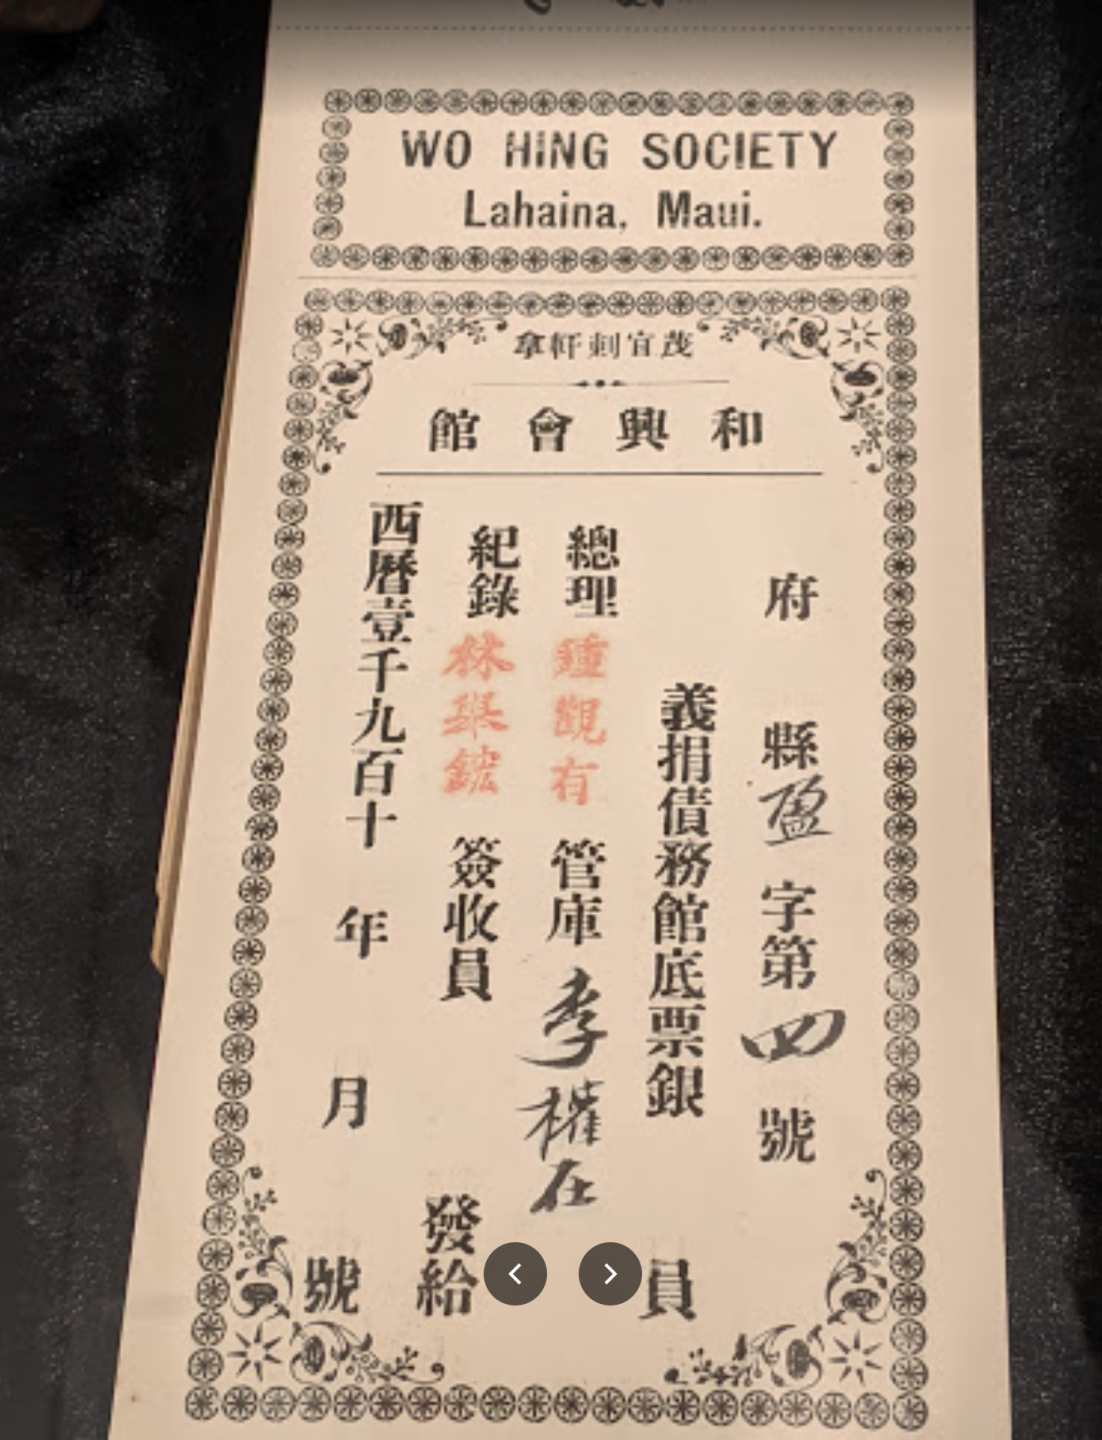 WO HING SOCIETY
Lahaina, Maui.
茂宜剌軒拿
和興會館
府 縣 盈 字第 四 號
義捐債務館底票銀 員
總理 鍾觀有 管庫 李權在
紀錄 林 簽收員 發給
西曆壹千九百十 年 月 號